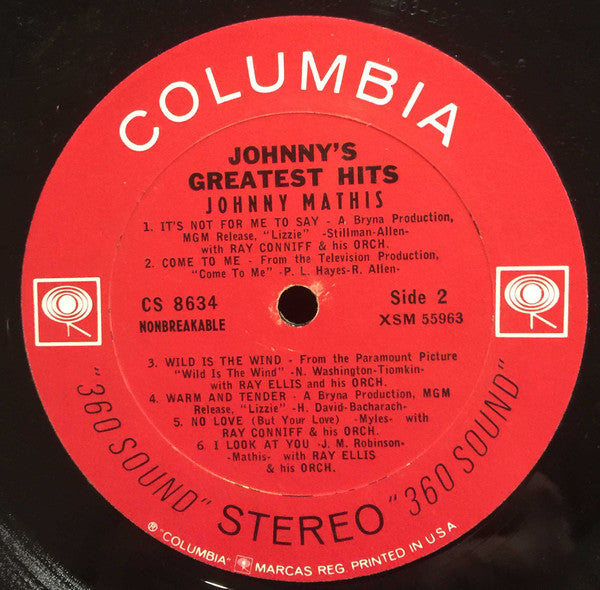 COLUMBIA
JOHNNY'S
GREATEST HITS
JOHNNY MATHIS
1. IT'S NOT FOR ME TO SAY - A Bryna Production,
MGM Release, "Lizzie" -Stillman-Allen-
with RAY CONNIFF & his ORCH.
2. COME TO ME - From the Television Production,
"Come To Me" -P. L. Hayes-R. Allen-
CS 8634
NONBREAKABLE
Side 2
XSM 55963
3. WILD IS THE WIND - From the Paramount Picture
"Wild Is The Wind" -N. Washington-Tiomkin-
with RAY ELLIS and his ORCH.
4. WARM AND TENDER - A Bryna Production, MGM
Release, "Lizzie" -H. David-Bacharach-
5. NO LOVE (But Your Love) -Myles- with
RAY CONNIFF & his ORCH.
6. I LOOK AT YOU -J. M. Robinson-
-Mathis- with RAY ELLIS
& his ORCH.
"360 SOUND" STEREO "360 SOUND"
® "COLUMBIA" MARCAS REG. PRINTED IN U.S.A.